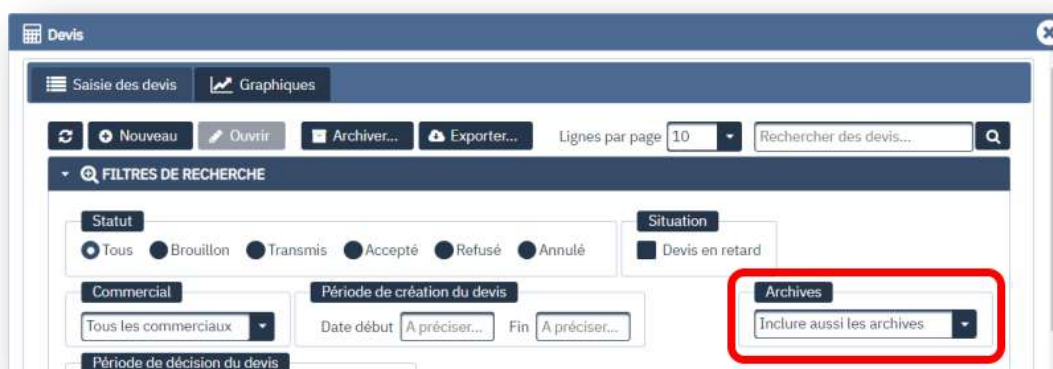 Devis
Saisie des devis Graphiques
Nouveau Ouvrir Archiver... Exporter... Lignes par page 10 Rechercher des devis...
FILTRES DE RECHERCHE
Statut Situation
Tous Brouillon Transmis Accepté Refusé Annulé Devis en retard
Commercial Période de création du devis Archives
Tous les commerciaux Date début A préciser... Fin A préciser... Inclure aussi les archives
Période de décision du devis